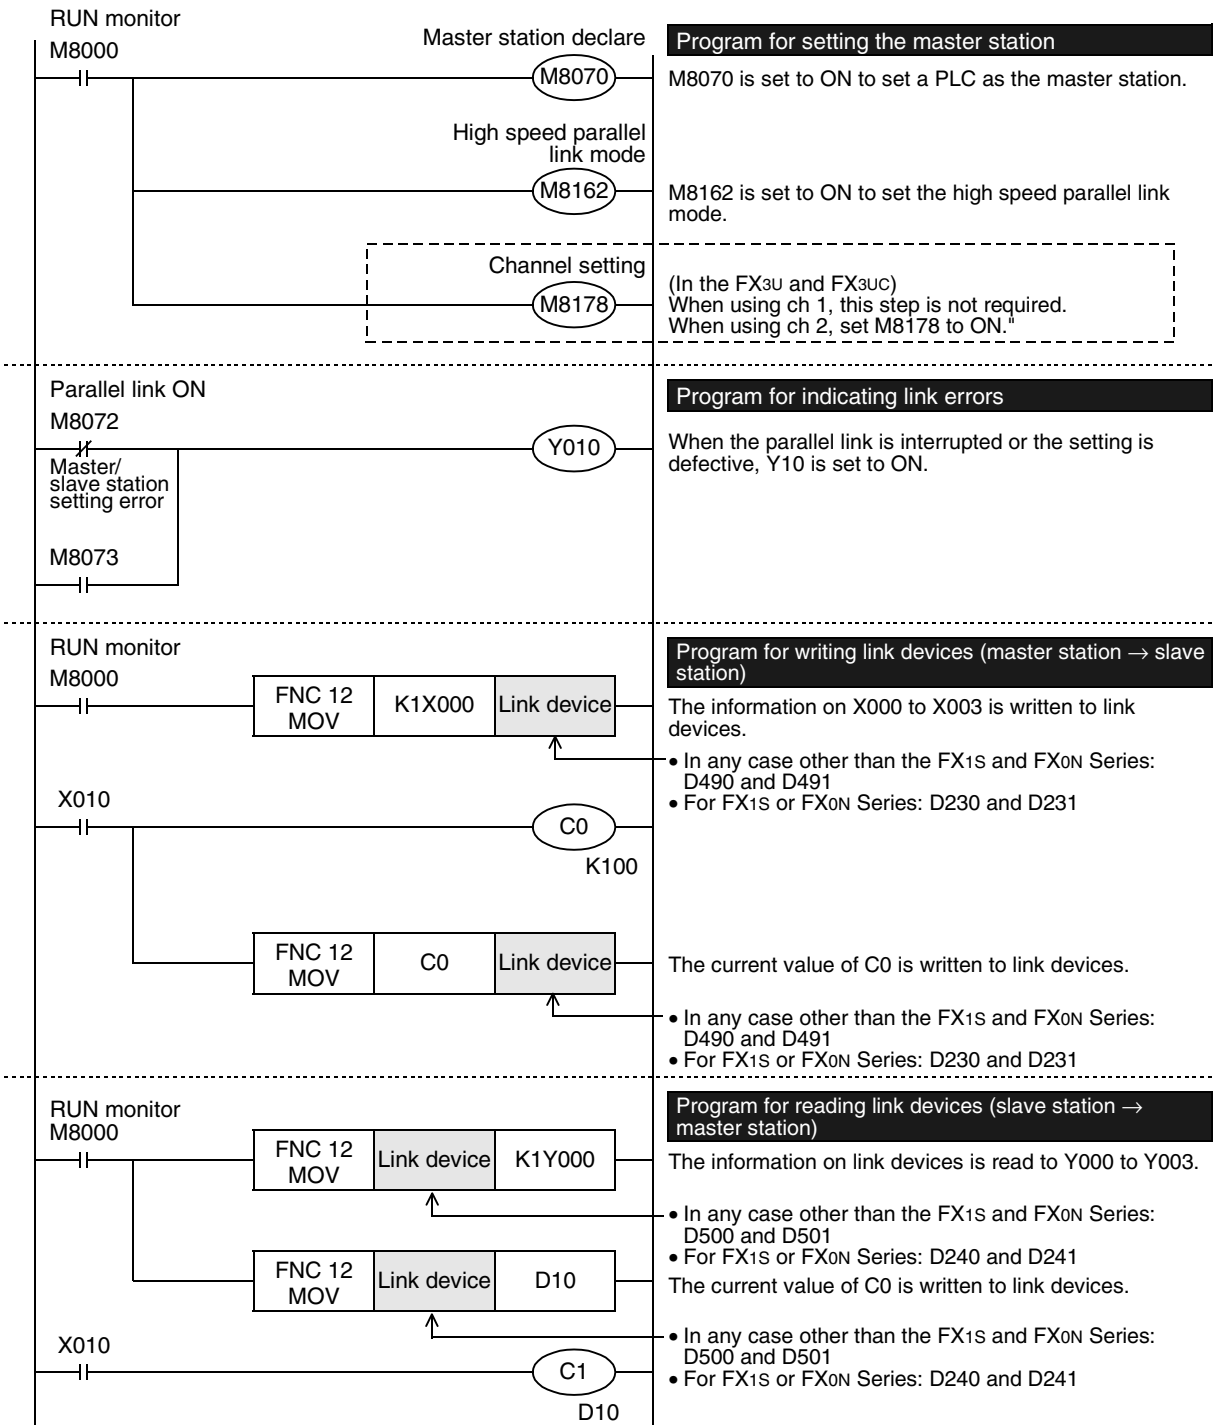 RUN monitor
M8000
Master station declare
M8070
Program for setting the master station
M8070 is set to ON to set a PLC as the master station.
High speed parallel
link mode
M8162
M8162 is set to ON to set the high speed parallel link
mode.
Channel setting
M8178
(In the FX3U and FX3UC)
When using ch 1, this step is not required.
When using ch 2, set M8178 to ON."
Parallel link ON
M8072
Y010
Master/
slave station
setting error
M8073
Program for indicating link errors
When the parallel link is interrupted or the setting is
defective, Y10 is set to ON.
RUN monitor
M8000
FNC 12
MOV
K1X000
Link device
Program for writing link devices (master station → slave
station)
The information on X000 to X003 is written to link
devices.
• In any case other than the FX1S and FX0N Series:
D490 and D491
• For FX1S or FX0N Series: D230 and D231
X010
C0
K100
FNC 12
MOV
C0
Link device
The current value of C0 is written to link devices.
• In any case other than the FX1S and FX0N Series:
D490 and D491
• For FX1S or FX0N Series: D230 and D231
RUN monitor
M8000
FNC 12
MOV
Link device
K1Y000
Program for reading link devices (slave station →
master station)
The information on link devices is read to Y000 to Y003.
• In any case other than the FX1S and FX0N Series:
D500 and D501
• For FX1S or FX0N Series: D240 and D241
FNC 12
MOV
Link device
D10
The current value of C0 is written to link devices.
• In any case other than the FX1S and FX0N Series:
D500 and D501
• For FX1S or FX0N Series: D240 and D241
X010
C1
D10